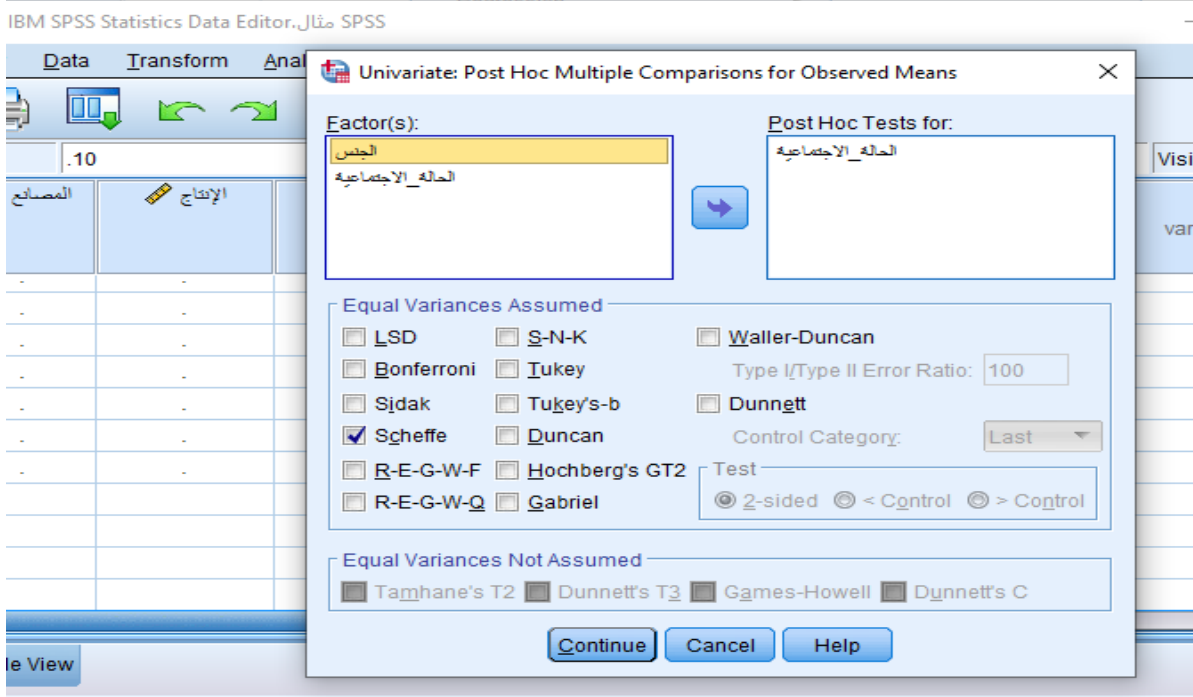 IBM SPSS Statistics Data Editor.مثال SPSS
Data Transform Anal
Univariate: Post Hoc Multiple Comparisons for Observed Means
Factor(s):
الجنس
الحالة_الاجتماعية
Post Hoc Tests for:
الحالة_الاجتماعية
.10
Visi
المصانع
الإنتاج
var
Equal Variances Assumed
LSD S-N-K Waller-Duncan
Bonferroni Tukey Type I/Type II Error Ratio: 100
Sidak Tukey's-b Dunnett
Scheffe Duncan Control Category: Last
R-E-G-W-F Hochberg's GT2 Test
R-E-G-W-Q Gabriel 2-sided < Control > Control
Equal Variances Not Assumed
Tamhane's T2 Dunnett's T3 Games-Howell Dunnett's C
Continue Cancel Help
le View